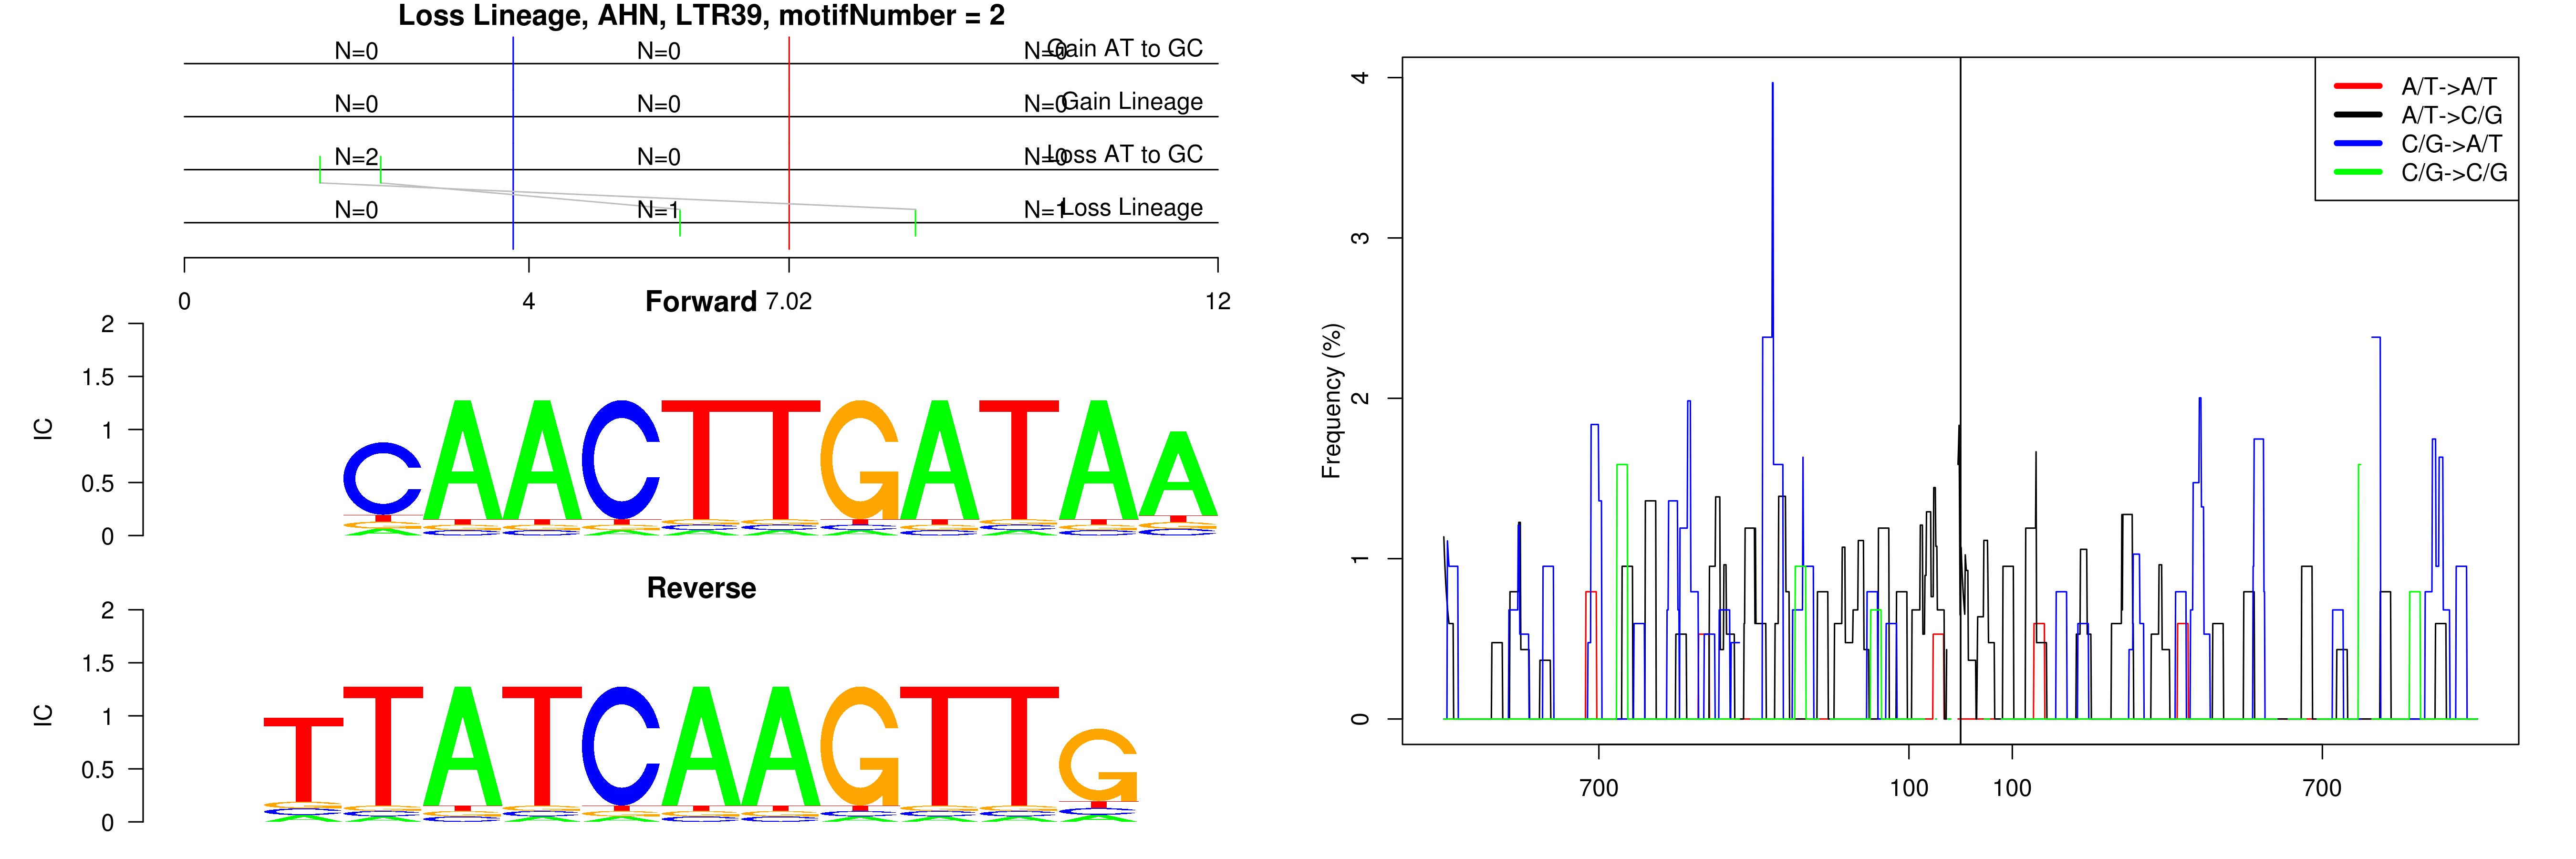 Loss Lineage, AHN, LTR39, motifNumber = 2
N=0 N=0 N=0 Gain AT to GC
N=0 N=0 N=0 Gain Lineage
N=2 N=0 N=0 Loss AT to GC
N=0 N=1 N=1 Loss Lineage
0 4 7.02 12
Forward
IC
2
1.5
1
0.5
0
CAACTTGATAA
Reverse
IC
2
1.5
1
0.5
0
TTATCAAGTTG
Frequency (%)
4
3
2
1
0
700 100 100 700
A/T->A/T
A/T->C/G
C/G->A/T
C/G->C/G